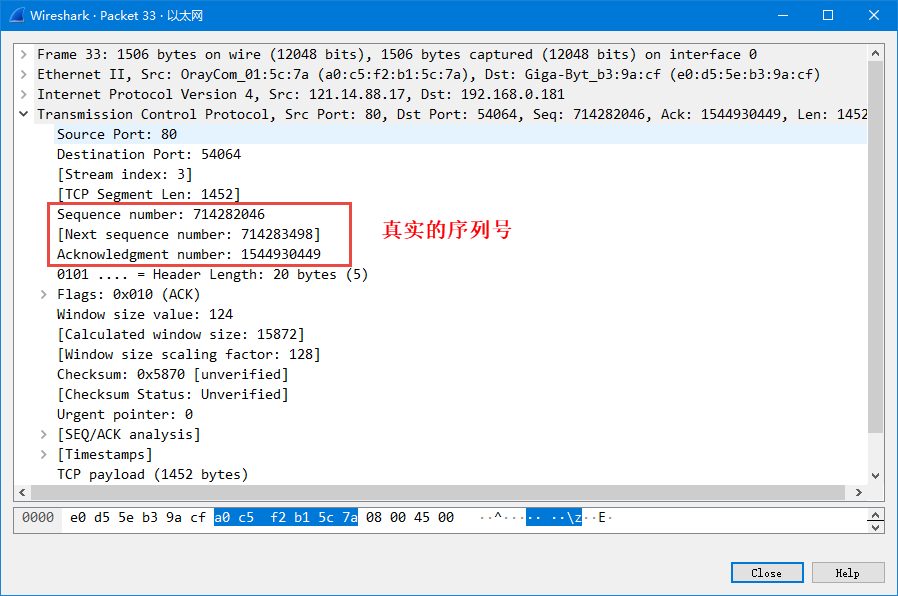 Wireshark · Packet 33 · 以太网
Frame 33: 1506 bytes on wire (12048 bits), 1506 bytes captured (12048 bits) on interface 0
Ethernet II, Src: OrayCom_01:5c:7a (a0:c5:f2:b1:5c:7a), Dst: Giga-Byt_b3:9a:cf (e0:d5:5e:b3:9a:cf)
Internet Protocol Version 4, Src: 121.14.88.17, Dst: 192.168.0.181
Transmission Control Protocol, Src Port: 80, Dst Port: 54064, Seq: 714282046, Ack: 1544930449, Len: 1452
Source Port: 80
Destination Port: 54064
[Stream index: 3]
[TCP Segment Len: 1452]
Sequence number: 714282046
[Next sequence number: 714283498]
真实的序列号
Acknowledgment number: 1544930449
0101 .... = Header Length: 20 bytes (5)
Flags: 0x010 (ACK)
Window size value: 124
[Calculated window size: 15872]
[Window size scaling factor: 128]
Checksum: 0x5870 [unverified]
[Checksum Status: Unverified]
Urgent pointer: 0
[SEQ/ACK analysis]
[Timestamps]
TCP payload (1452 bytes)
0000 e0 d5 5e b3 9a cf a0 c5 f2 b1 5c 7a 08 00 45 00 ··^··· ·· ··\z··E·
Close Help